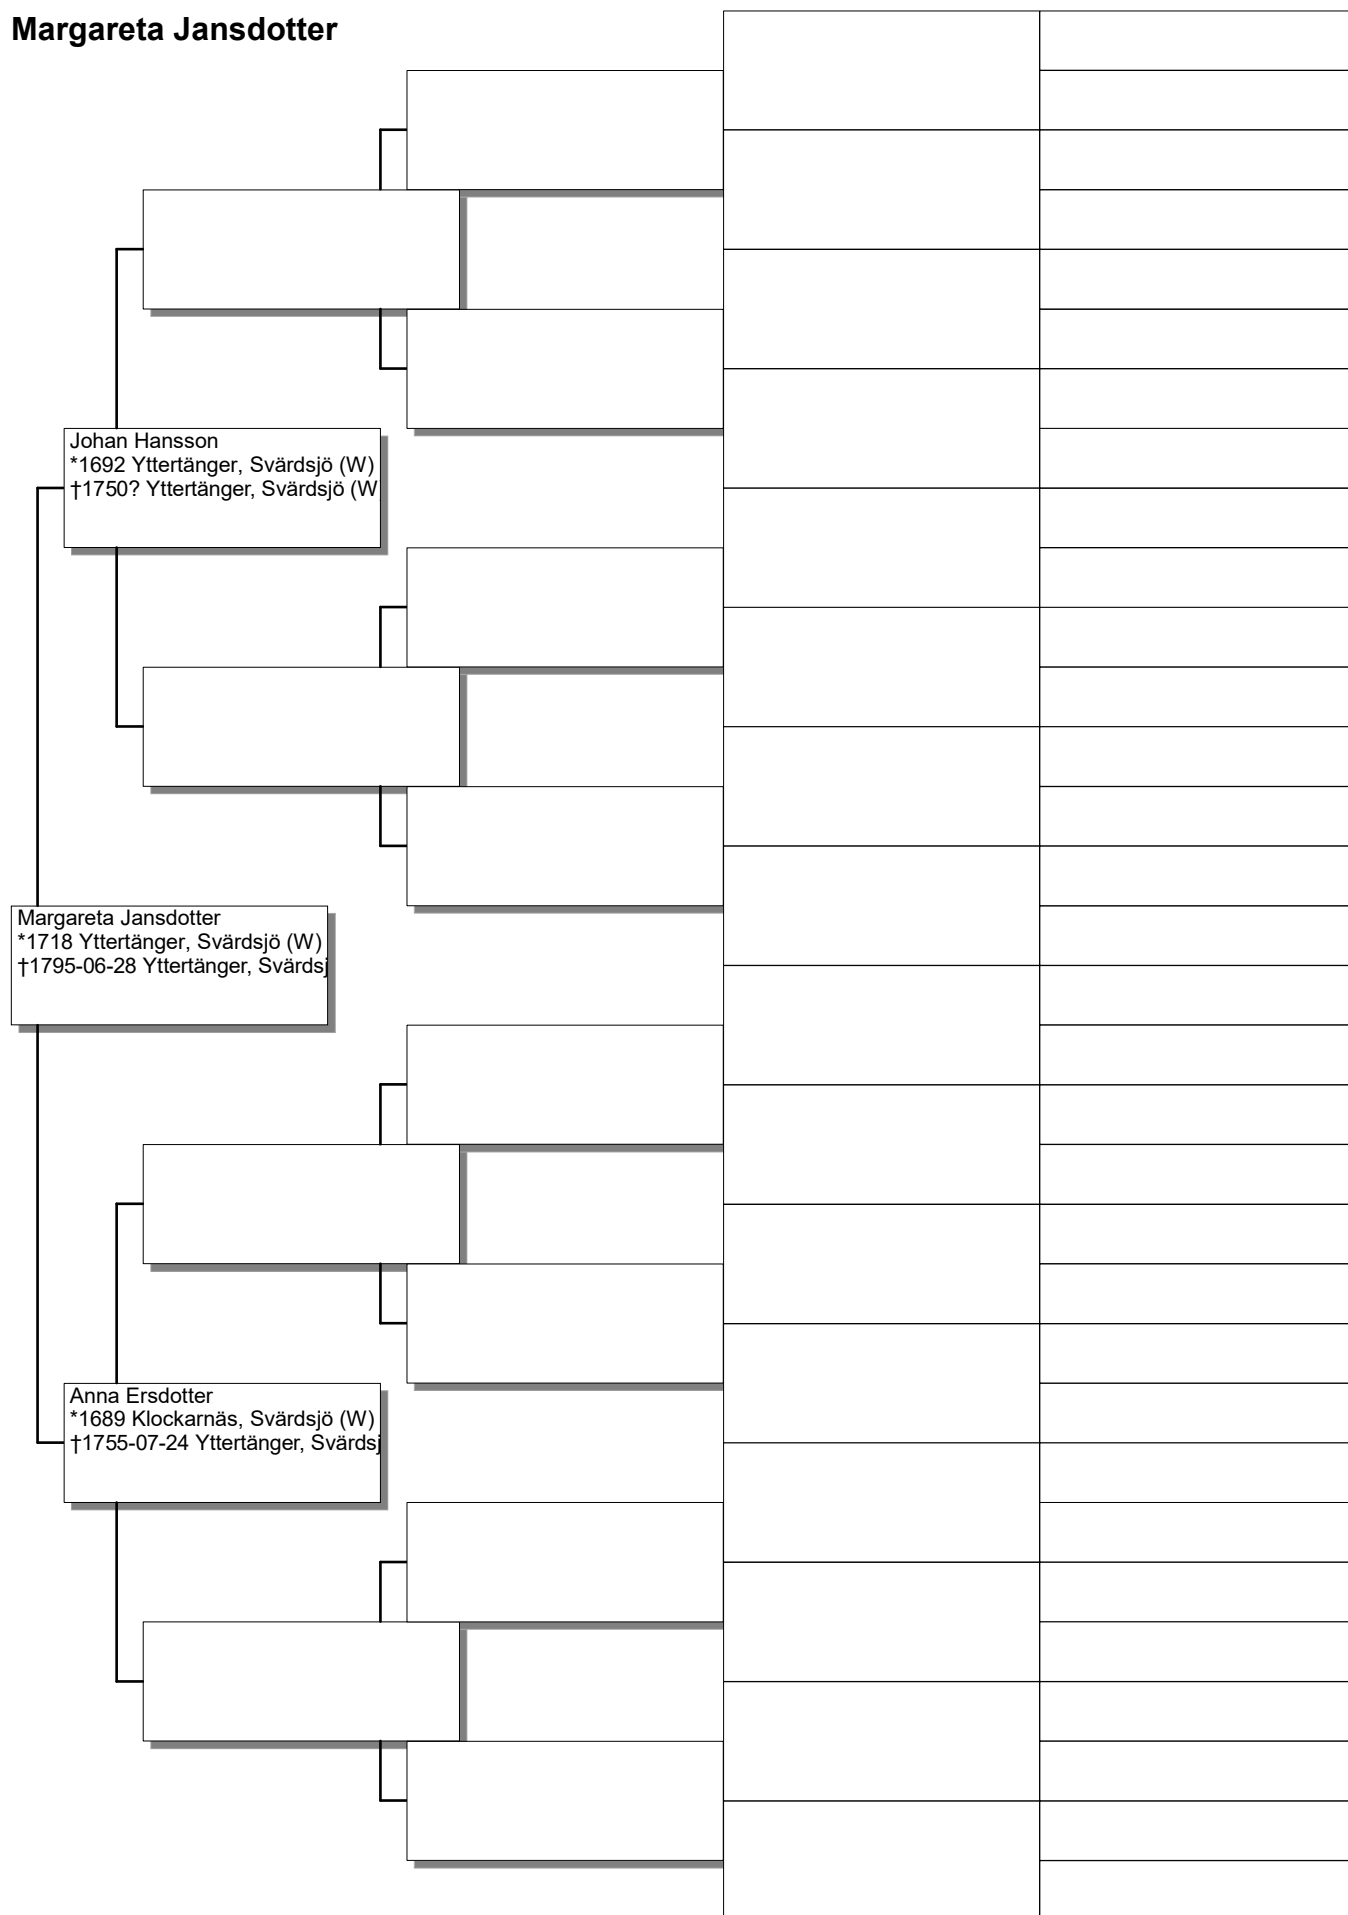 Margareta Jansdotter
Johan Hansson
*1692 Yttertänger, Svärdsjö (W)
†1750? Yttertänger, Svärdsjö (W
Margareta Jansdotter
*1718 Yttertänger, Svärdsjö (W)
†1795-06-28 Yttertänger, Svärdsj
Anna Ersdotter
*1689 Klockarnäs, Svärdsjö (W)
†1755-07-24 Yttertänger, Svärdsj